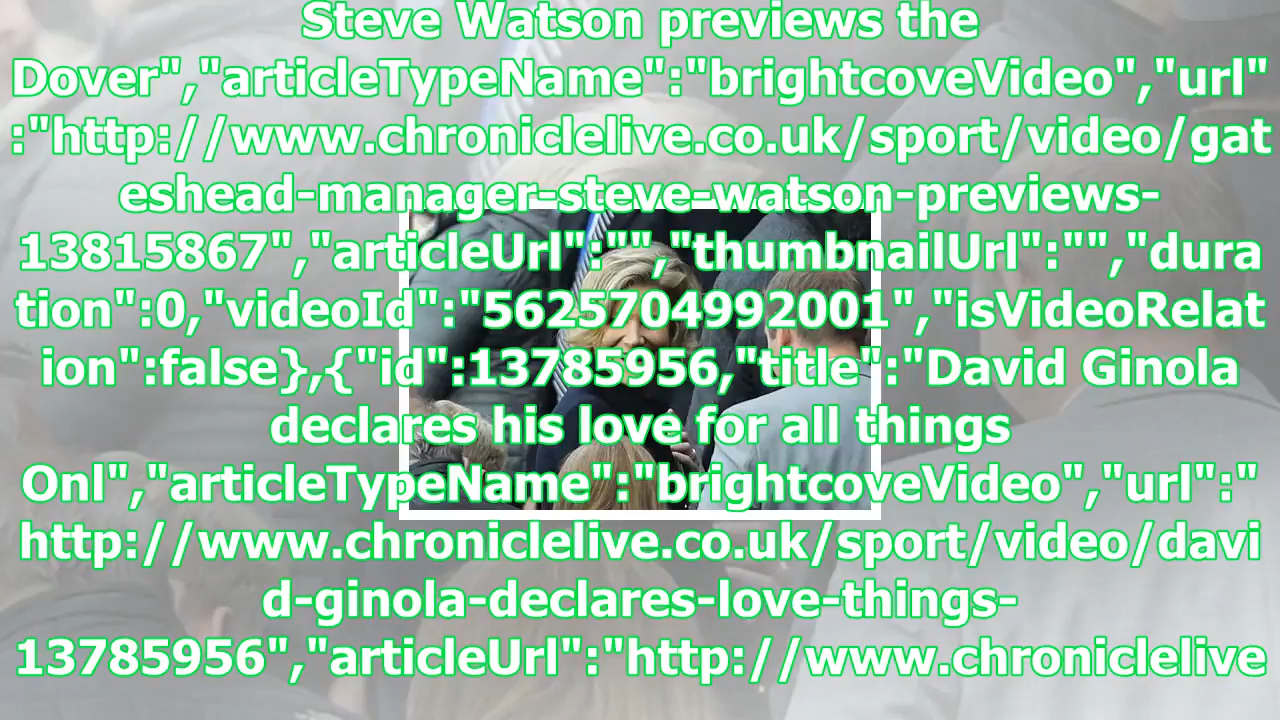 Steve Watson previews the
Dover","articleTypeName":"brightcoveVideo","url"
:"http://www.chroniclelive.co.uk/sport/video/gat
eshead-manager-steve-watson-previews-
13815867","articleUrl":"","thumbnailUrl":"","dura
tion":0,"videoId":"5625704992001","isVideoRelat
ion":false},{"id":13785956,"title":"David Ginola
declares his love for all things
Onl","articleTypeName":"brightcoveVideo","url":"
http://www.chroniclelive.co.uk/sport/video/davi
d-ginola-declares-love-things-
13785956","articleUrl":"http://www.chroniclelive